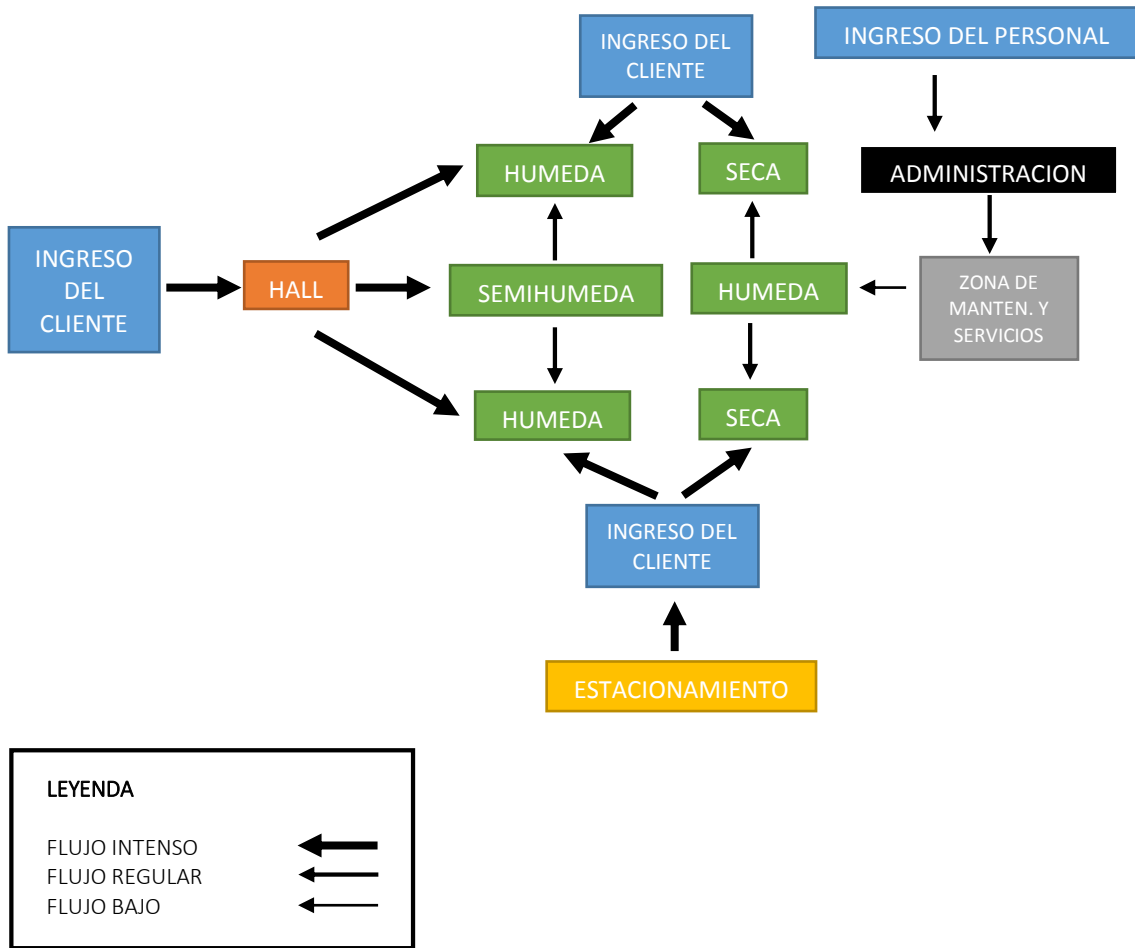 INGRESO DEL
CLIENTE
INGRESO DEL PERSONAL
HUMEDA
SECA
ADMINISTRACION
INGRESO
DEL
CLIENTE
HALL
SEMIHUMEDA
HUMEDA
ZONA DE
MANTEN. Y
SERVICIOS
HUMEDA
SECA
INGRESO DEL
CLIENTE
ESTACIONAMIENTO
LEYENDA
FLUJO INTENSO
FLUJO REGULAR
FLUJO BAJO